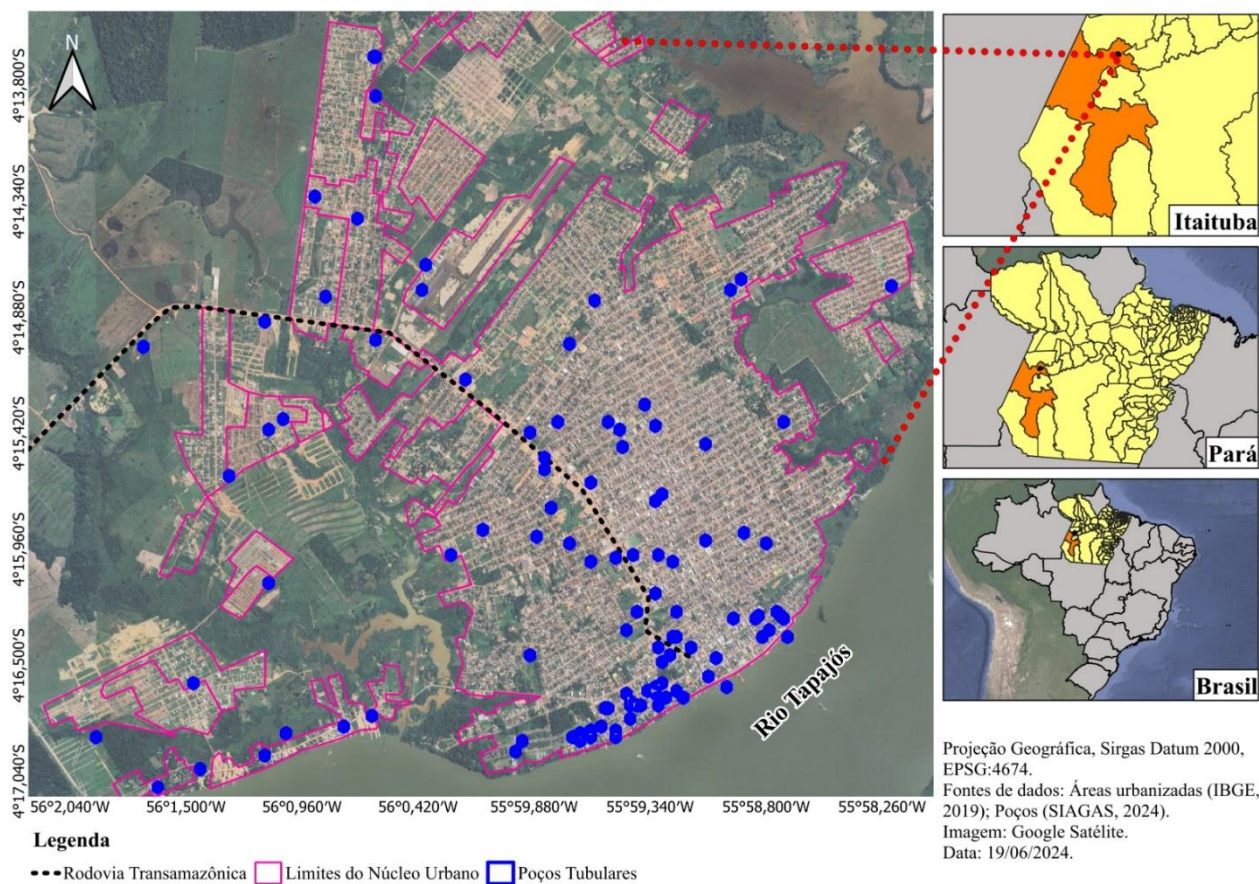 N
4°13,800'S
4°14,340'S
4°14,880'S
4°15,420'S
4°15,960'S
4°16,500'S
4°17,040'S
56°2,040'W 56°1,500'W 56°0,960'W 56°0,420'W 55°59,880'W 55°59,340'W 55°58,800'W 55°58,260'W
Rio Tapajós
Itaituba
Pará
Brasil
Projeção Geográfica, Sirgas Datum 2000,
EPSG:4674.
Fontes de dados: Áreas urbanizadas (IBGE,
2019); Poços (SIAGAS, 2024).
Imagem: Google Satélite.
Data: 19/06/2024.
Legenda
Rodovia Transamazônica Limites do Núcleo Urbano Poços Tubulares